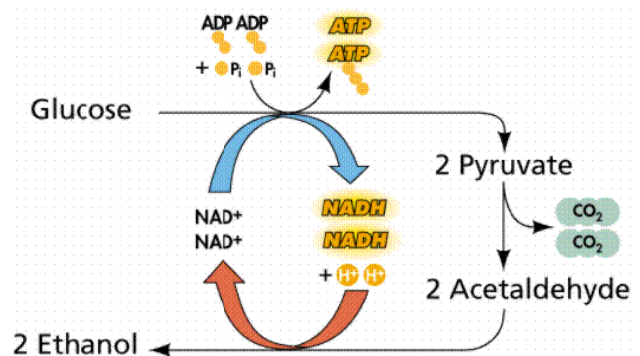 ADP ADP
+ Pi Pi
ATP
ATP
Glucose
2 Pyruvate
CO₂
CO₂
NAD+
NAD+
NADH
NADH
+ H+ H+
2 Acetaldehyde
2 Ethanol